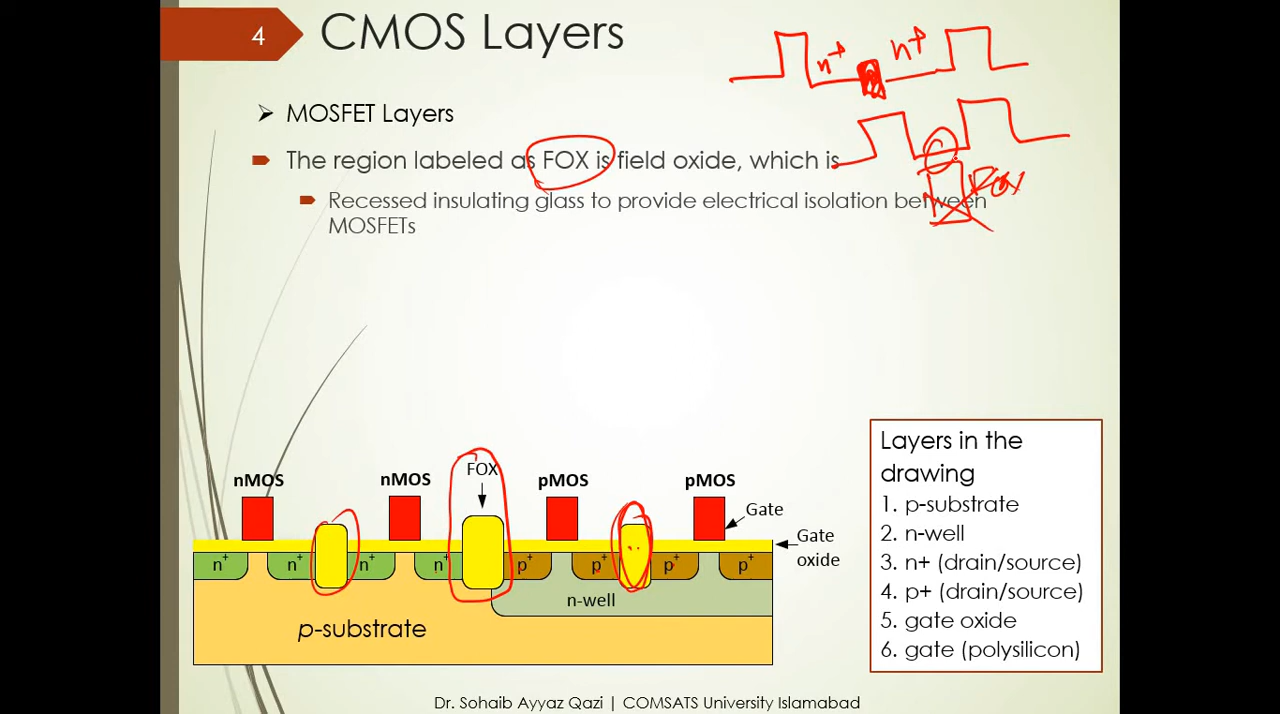 4
CMOS Layers
n+ n+
MOSFET Layers
The region labeled as FOX is field oxide, which is
FOX
Recessed insulating glass to provide electrical isolation between
MOSFETs
Layers in the
drawing
1. p-substrate
2. n-well
3. n+ (drain/source)
4. p+ (drain/source)
5. gate oxide
6. gate (polysilicon)
nMOS nMOS FOX pMOS pMOS
Gate
Gate
oxide
n+ n+ n+ n+ p+ p+ p+ p+
n-well
p-substrate
Dr. Sohaib Ayyaz Qazi | COMSATS University Islamabad